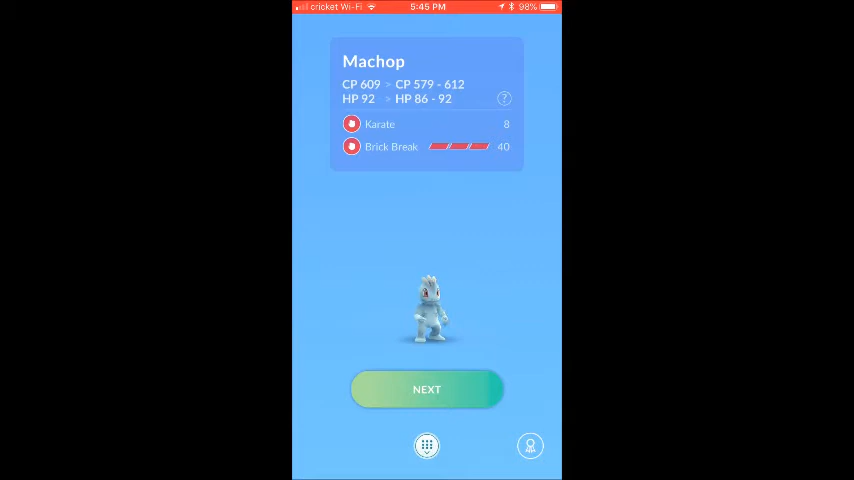 cricket Wi-Fi 5:45 PM 98%
Machop
CP 609 > CP 579 - 612
HP 92 > HP 86 - 92 ?
Karate 8
Brick Break 40
NEXT